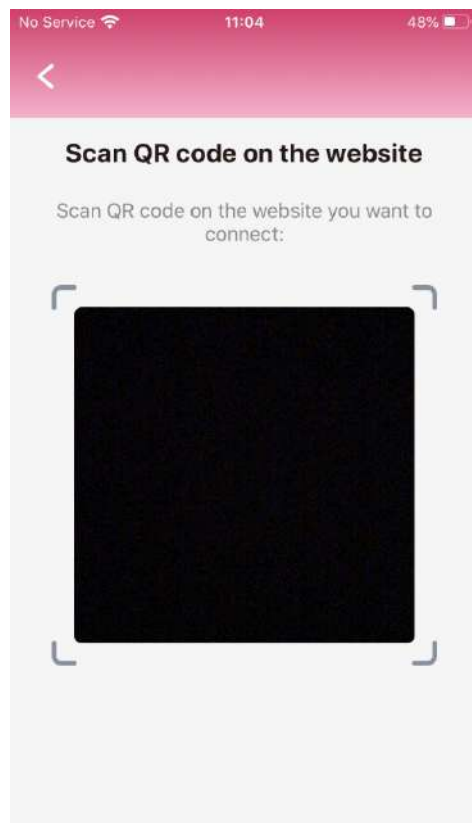 No Service 11:04 48%
Scan QR code on the website
Scan QR code on the website you want to
connect: